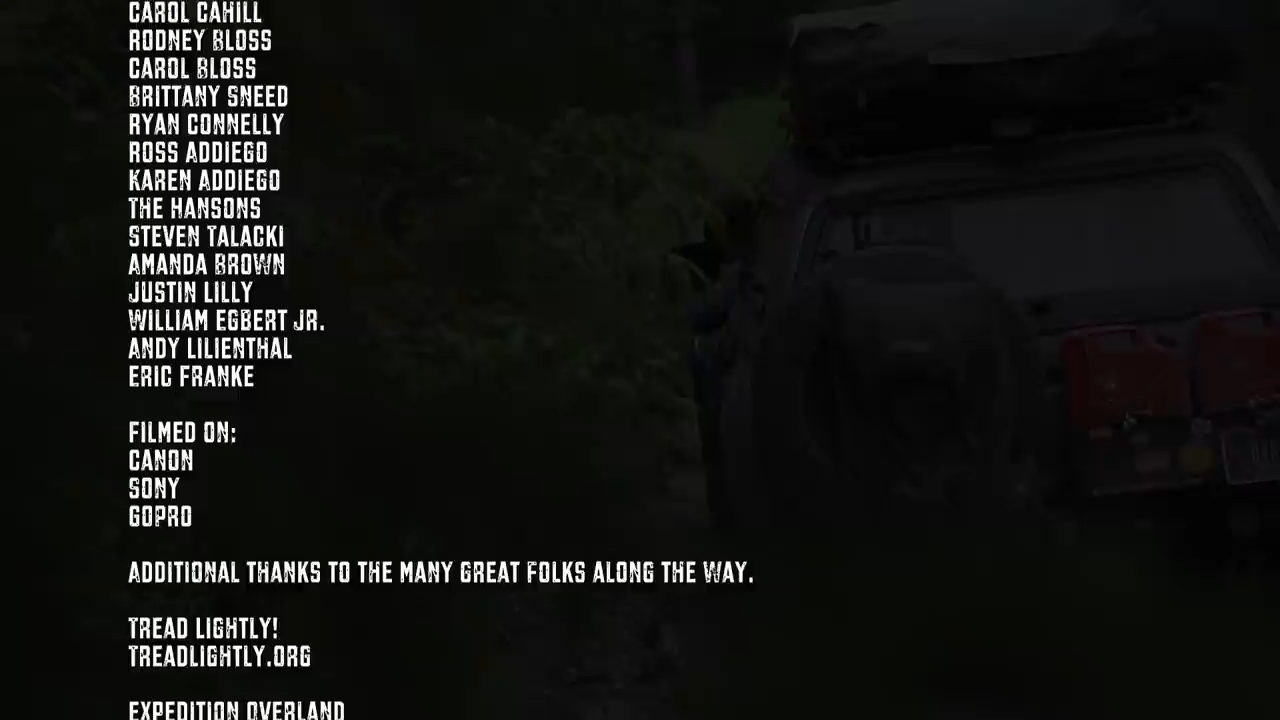 CAROL CAHILL
RODNEY BLOSS
CAROL BLOSS
BRITTANY SNEED
RYAN CONNELLY
ROSS ADDIEGO
KAREN ADDIEGO
THE HANSONS
STEVEN TALACKI
AMANDA BROWN
JUSTIN LILLY
WILLIAM EGBERT JR.
ANDY LILIENTHAL
ERIC FRANKE
FILMED ON:
CANON
SONY
GOPRO
ADDITIONAL THANKS TO THE MANY GREAT FOLKS ALONG THE WAY.
TREAD LIGHTLY!
TREADLIGHTLY.ORG
EXPEDITION OVERLAND